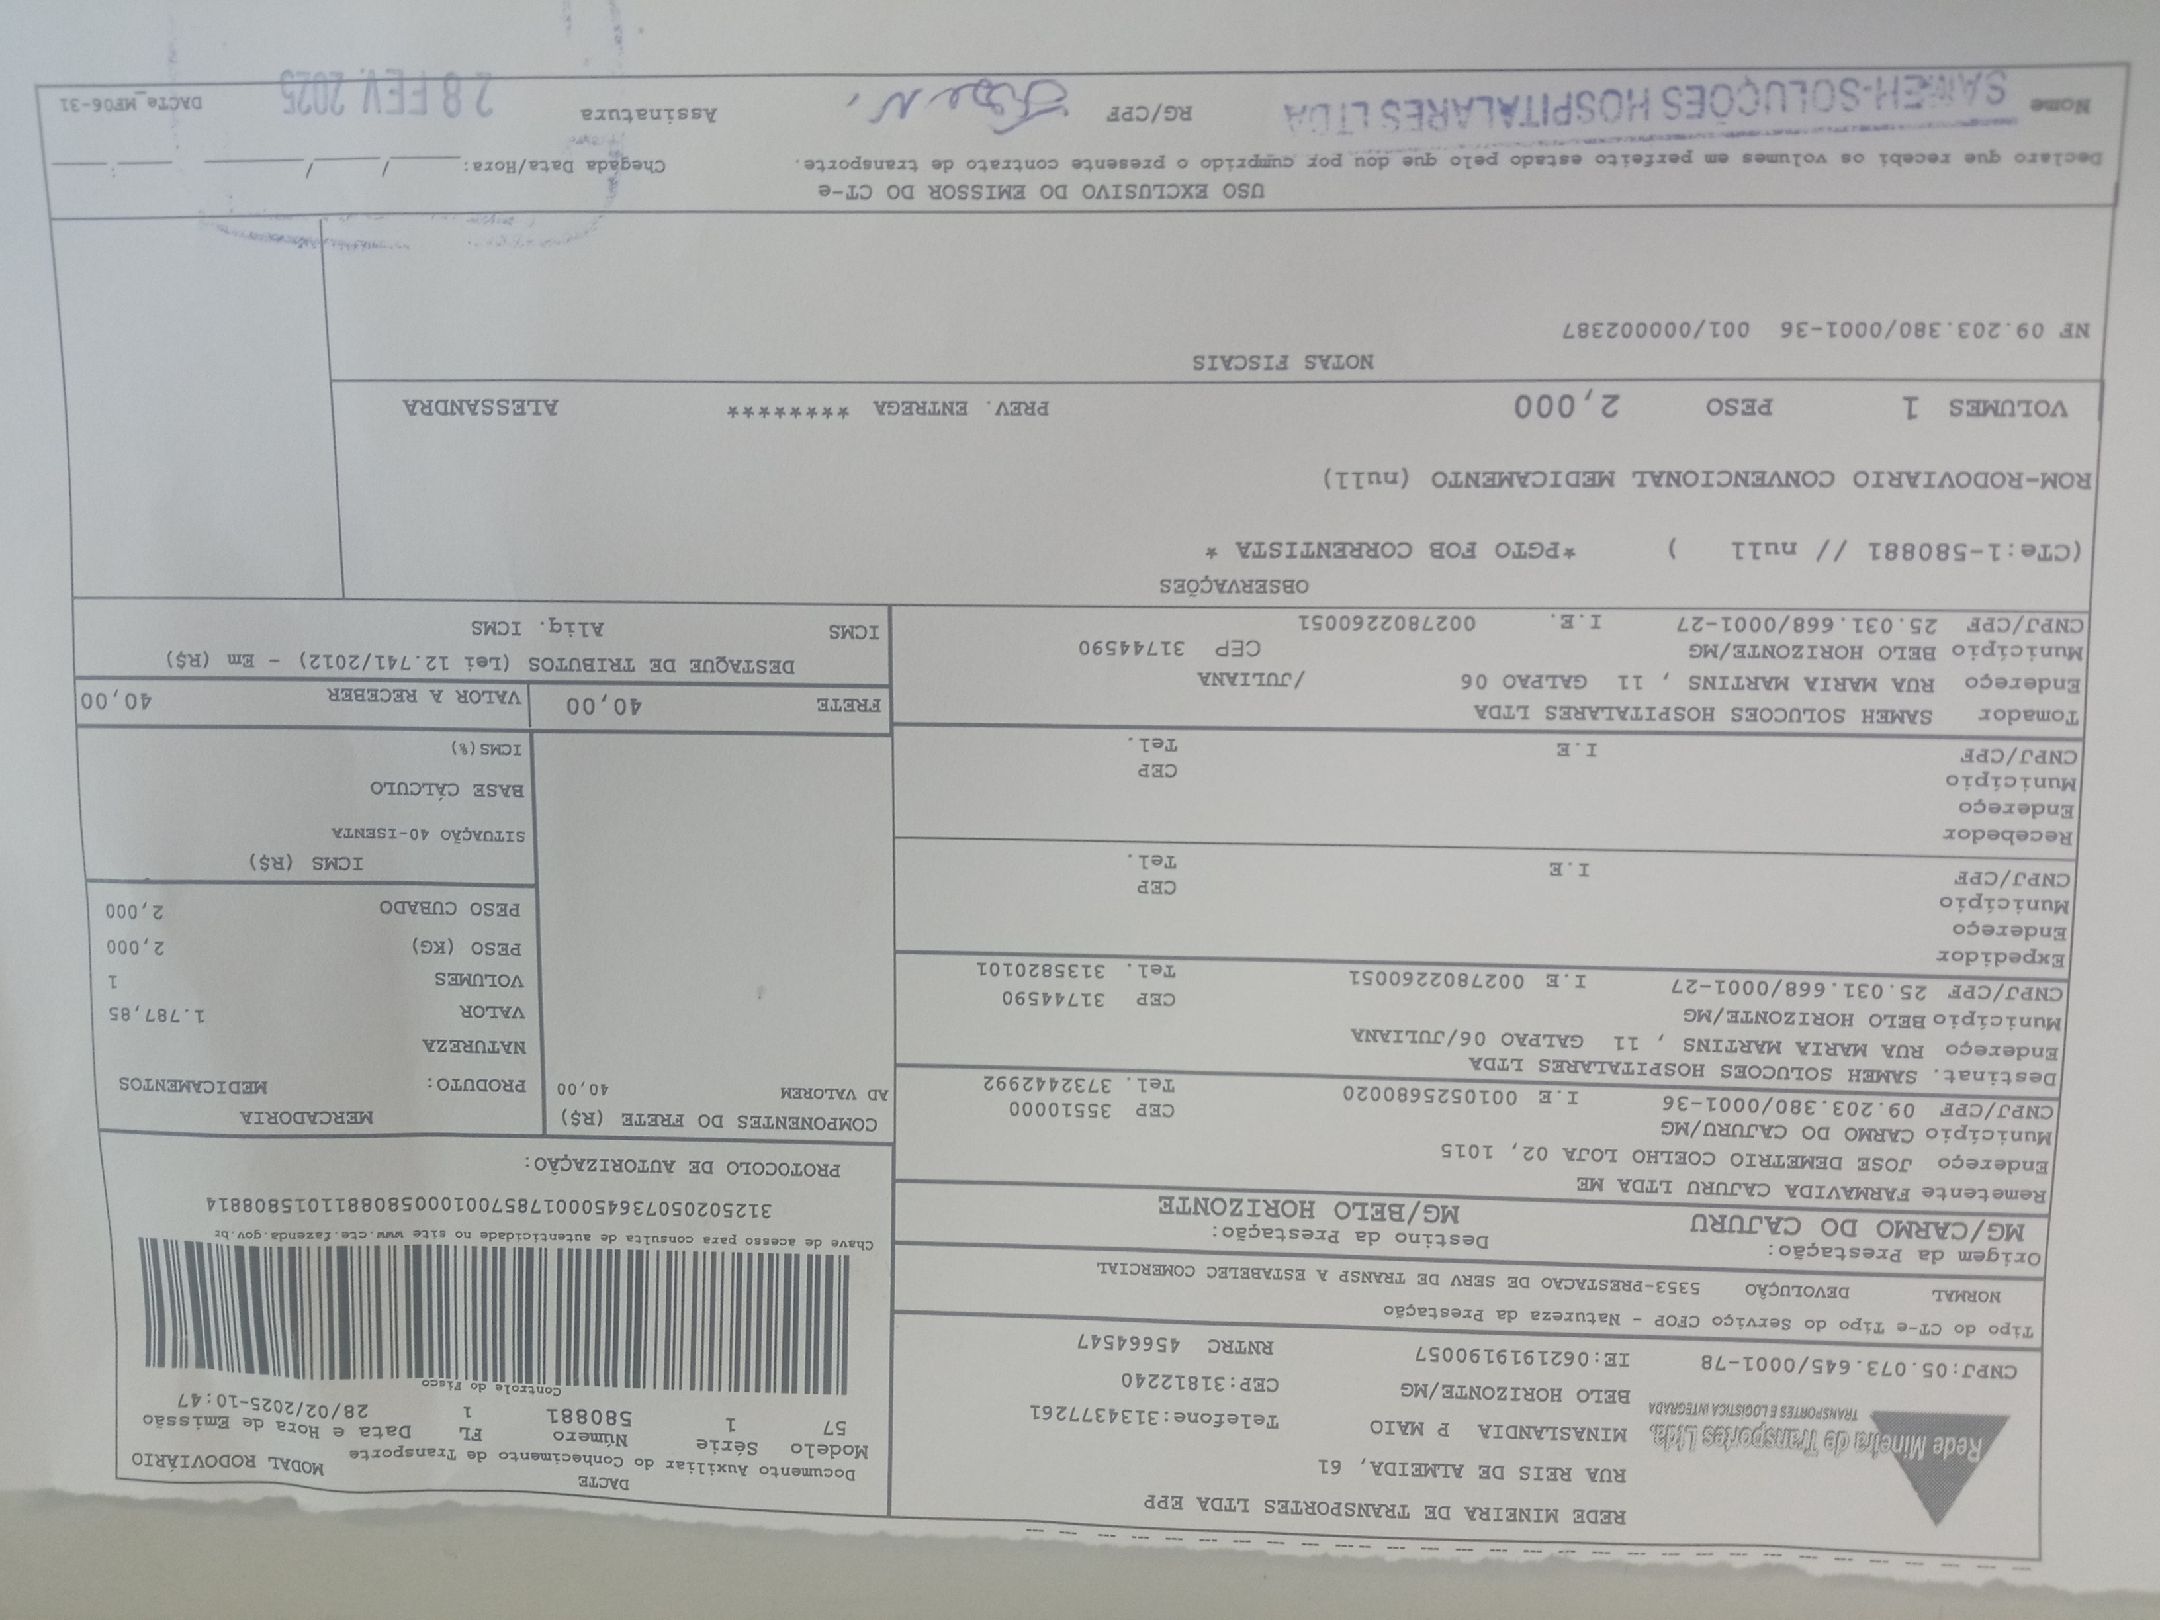 REDE MINEIRA DE TRANSPORTES LTDA EPP
RUA REIS DE ALMEIDA, 61
Rede Mineira de Transportes Ltda.
TRANSPORTES E LOGÍSTICA INTEGRADA
MINASLANDIA P MAIO Telefone:3134377261
BELO HORIZONTE/MG CEP:31812240
CNPJ:05.073.645/0001-78 IE:0621919190057 RNTRC 45664547
DACTE
Documento Auxiliar do Conhecimento de Transporte MODAL RODOVIÁRIO
Modelo Série Número FL Data e Hora de Emissão
57 1 580881 1 28/02/2025-10:47
Controle do Fisco
Chave de acesso para consulta de autenticidade no site www.cte.fazenda.gov.br
31250205073645000178570010005808811015808814
PROTOCOLO DE AUTORIZAÇÃO:
Tipo do CT-e Tipo do Serviço CFOP - Natureza da Prestação
NORMAL DEVOLUÇÃO 5353-PRESTACAO DE SERV DE TRANSP A ESTABELEC COMERCIAL
Origem da Prestação: Destino da Prestação:
MG/CARMO DO CAJURU MG/BELO HORIZONTE
Remetente FARMAVIDA CAJURU LTDA ME
Endereço JOSE DEMETRIO COELHO LOJA 02, 1015
Município CARMO DO CAJURU/MG CEP 35510000
CNPJ/CPF 09.203.380/0001-36 I.E 0010525680020 Tel. 3732442992
Destinat. SAMEH SOLUCOES HOSPITALARES LTDA
Endereço RUA MARIA MARTINS , 11 GALPAO 06/JULIANA
Município BELO HORIZONTE/MG CEP 31744590
CNPJ/CPF 25.031.668/0001-27 I.E 0027802260051 Tel. 3135820101
Expedidor
Endereço
Município CEP
CNPJ/CPF I.E Tel.
Recebedor
Endereço
Município CEP
CNPJ/CPF I.E Tel.
Tomador SAMEH SOLUCOES HOSPITALARES LTDA
Endereço RUA MARIA MARTINS , 11 GALPAO 06 /JULIANA
Município BELO HORIZONTE/MG CEP 31744590
CNPJ/CPF 25.031.668/0001-27 I.E. 0027802260051
COMPONENTES DO FRETE (R$)
AD VALOREM 40,00
MERCADORIA
PRODUTO: MEDICAMENTOS
NATUREZA
VALOR 1.787,85
VOLUMES 1
PESO (KG) 2,000
PESO CUBADO 2,000
ICMS (R$)
SITUAÇÃO 40-ISENTA
BASE CÁLCULO
ICMS(%)
FRETE 40,00 VALOR A RECEBER 40,00
DESTAQUE DE TRIBUTOS (Lei 12.741/2012) - Em (R$)
ICMS Aliq. ICMS
OBSERVAÇÕES
(CTe:1-580881 // null ) *PGTO FOB CORRENTISTA *
ROM-RODOVIARIO CONVENCIONAL MEDICAMENTO (null)
VOLUMES 1 PESO 2,000 PREV. ENTREGA ******** ALESSANDRA
NOTAS FISCAIS
NF 09.203.380/0001-36 001/000002387
USO EXCLUSIVO DO EMISSOR DO CT-e
Declaro que recebi os volumes em perfeito estado pelo que dou por cumprido o presente contrato de transporte. Chegada Data/Hora: ____/____/______ ____:____
Nome SAMEH-SOLUÇÕES HOSPITALARES LTDA RG/CPF Assinatura 28 FEV. 2025 DACTe_MF06-31